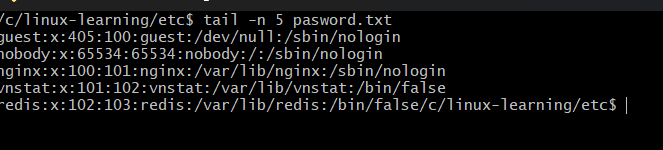 /c/linux-learning/etc$ tail -n 5 pasword.txt
guest:x:405:100:guest:/dev/null:/sbin/nologin
nobody:x:65534:65534:nobody:/:/sbin/nologin
nginx:x:100:101:nginx:/var/lib/nginx:/sbin/nologin
vnstat:x:101:102:vnstat:/var/lib/vnstat:/bin/false
redis:x:102:103:redis:/var/lib/redis:/bin/false/c/linux-learning/etc$